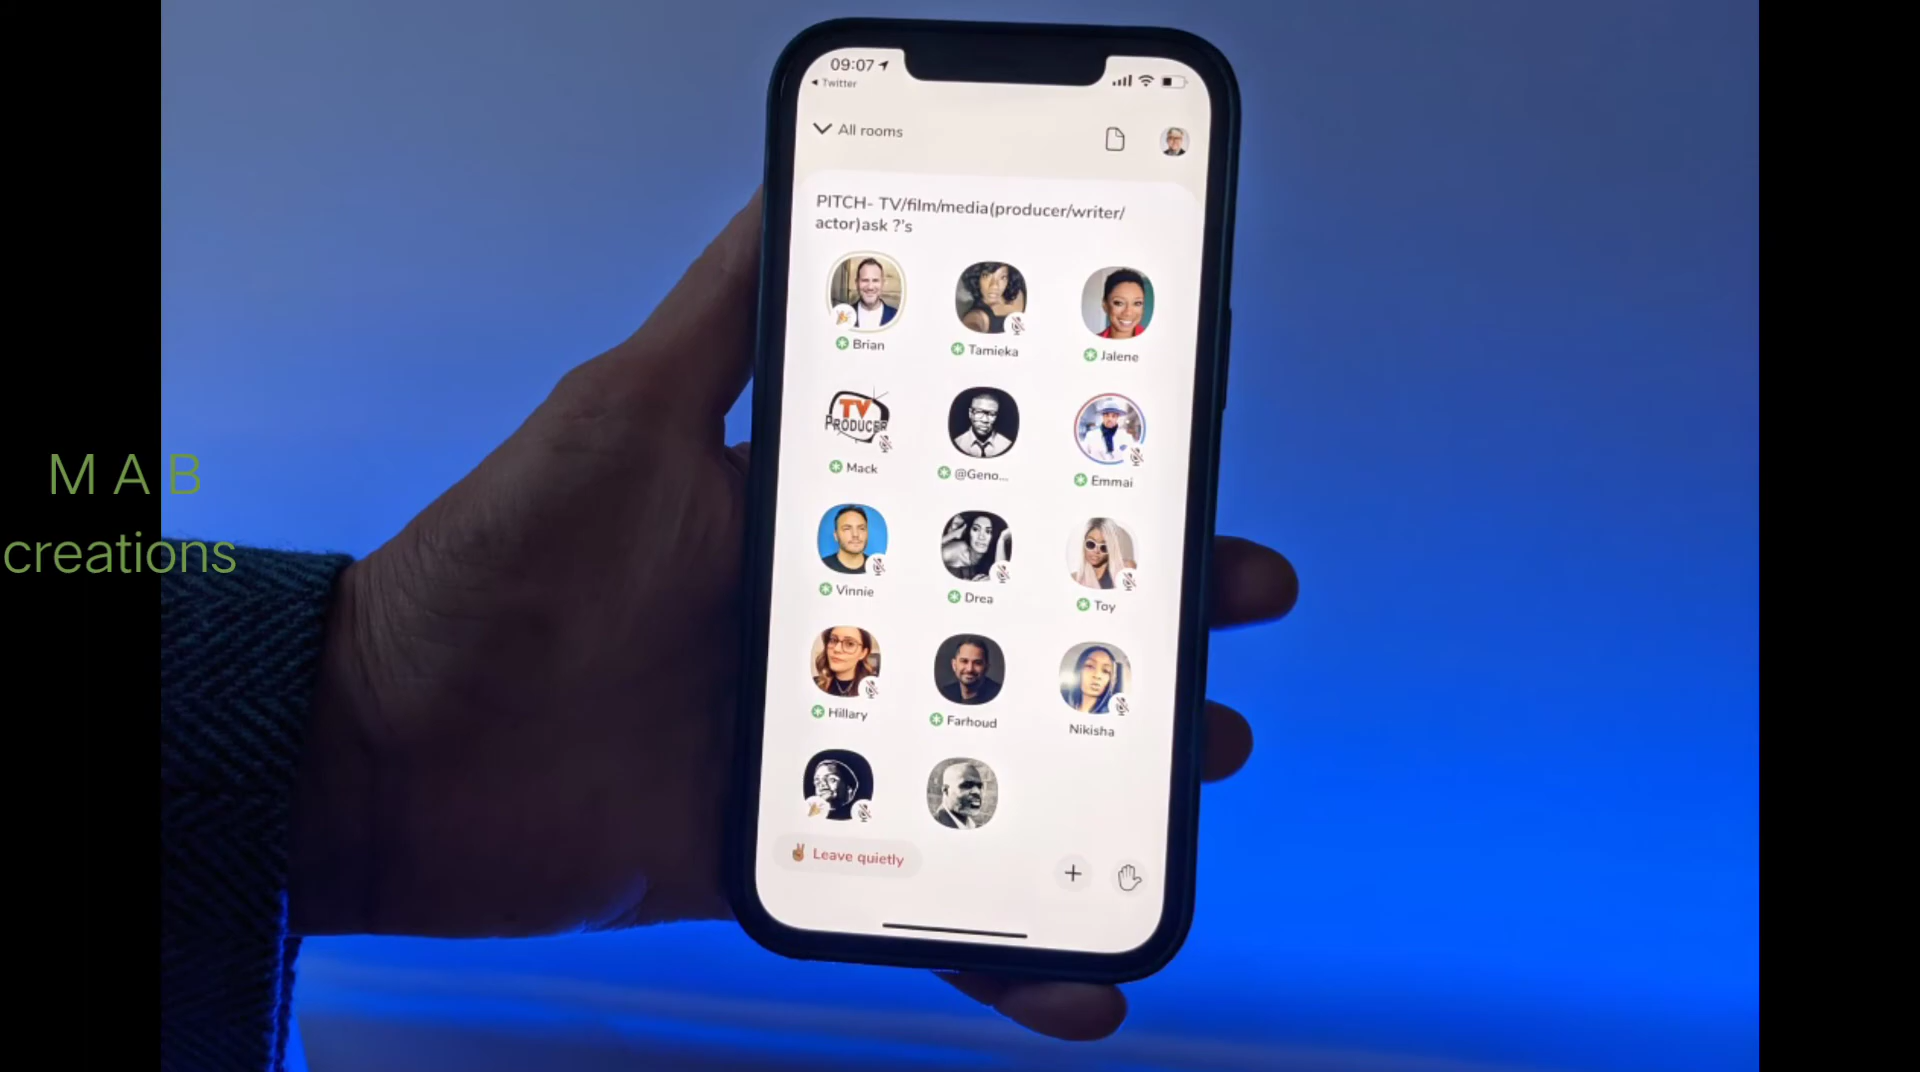 09:07
◀ Twitter
All rooms
PITCH- TV/film/media(producer/writer/
actor)ask ?'s
Brian
Tamieka
Jalene
TV
PRODUCER
Mack
@Geno...
Emmai
Vinnie
Drea
Toy
Hillary
Farhoud
Nikisha
Leave quietly
M A B
creations